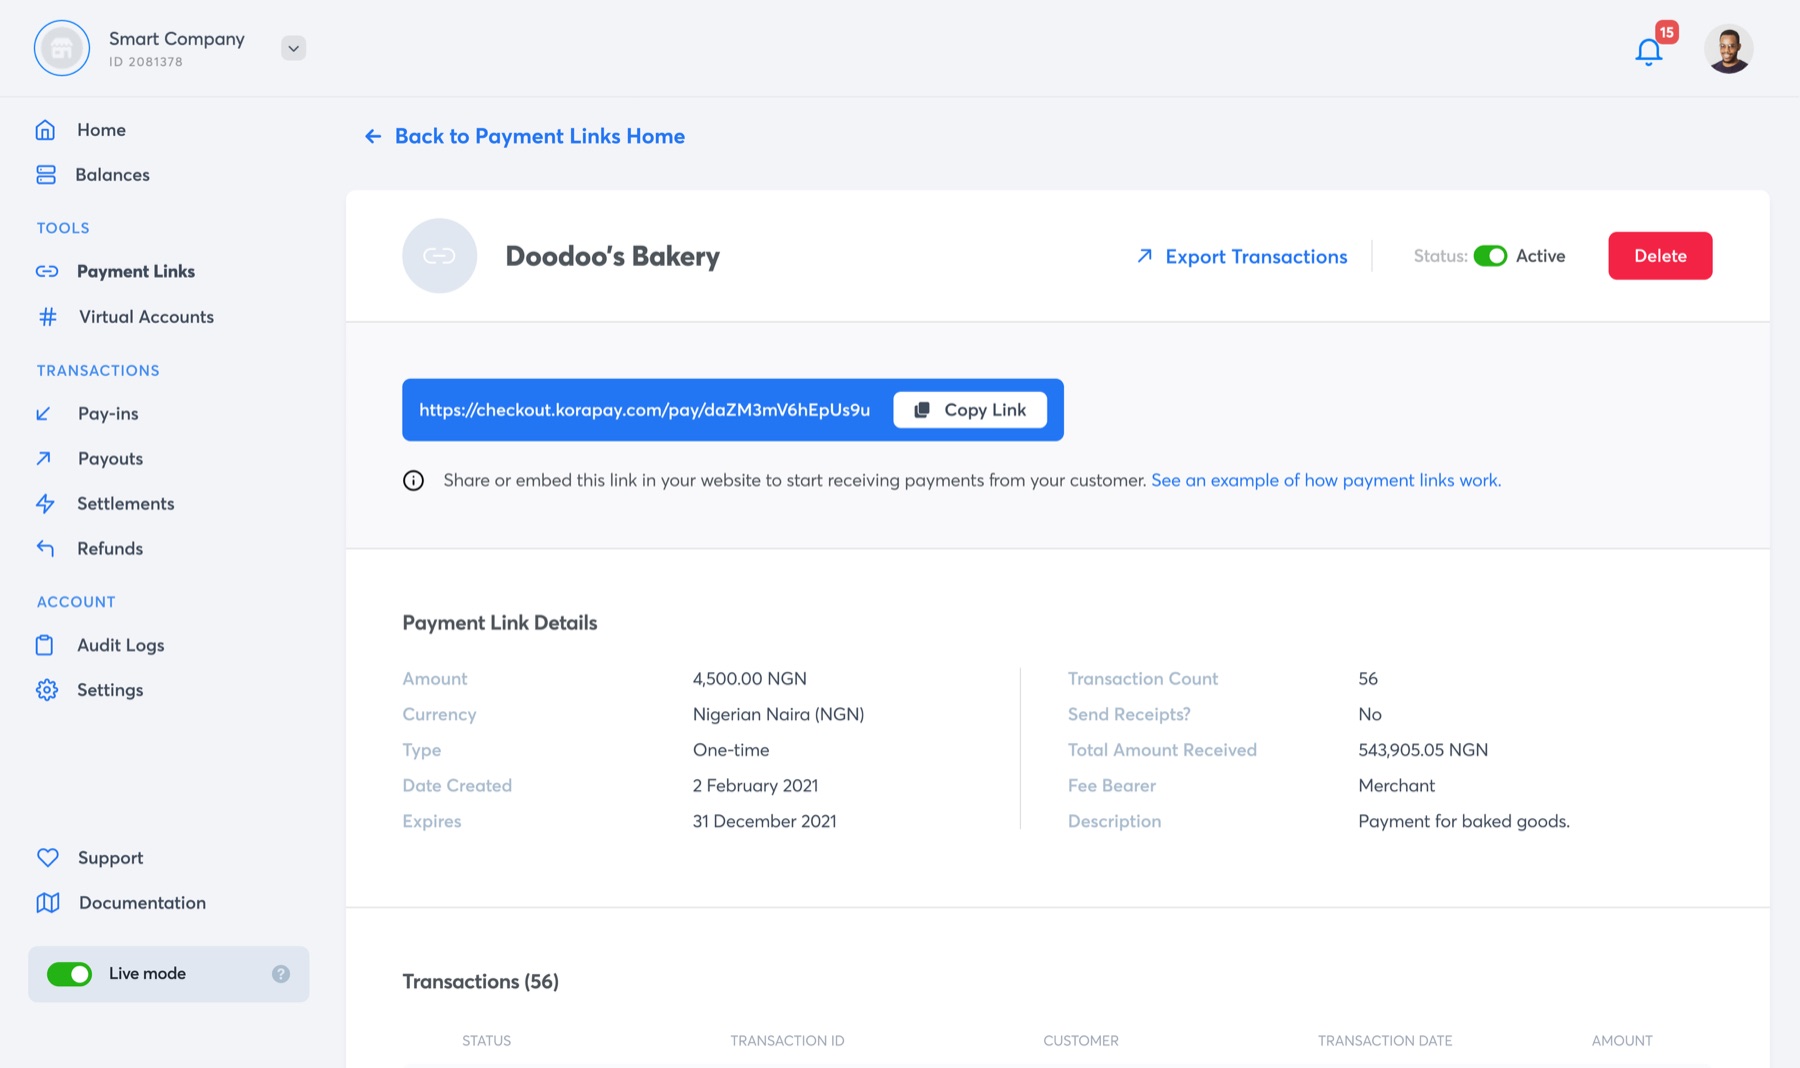 Smart Company
ID 2081378
15
Home
Balances
TOOLS
Payment Links
Virtual Accounts
TRANSACTIONS
Pay-ins
Payouts
Settlements
Refunds
ACCOUNT
Audit Logs
Settings
Support
Documentation
Live mode
?
Back to Payment Links Home
Doodoo's Bakery
Export Transactions
Status: Active
Delete
https://checkout.korapay.com/pay/daZM3mV6hEpUs9u
Copy Link
Share or embed this link in your website to start receiving payments from your customer. See an example of how payment links work.
Payment Link Details
Amount 4,500.00 NGN
Currency Nigerian Naira (NGN)
Type One-time
Date Created 2 February 2021
Expires 31 December 2021
Transaction Count 56
Send Receipts? No
Total Amount Received 543,905.05 NGN
Fee Bearer Merchant
Description Payment for baked goods.
Transactions (56)
STATUS TRANSACTION ID CUSTOMER TRANSACTION DATE AMOUNT